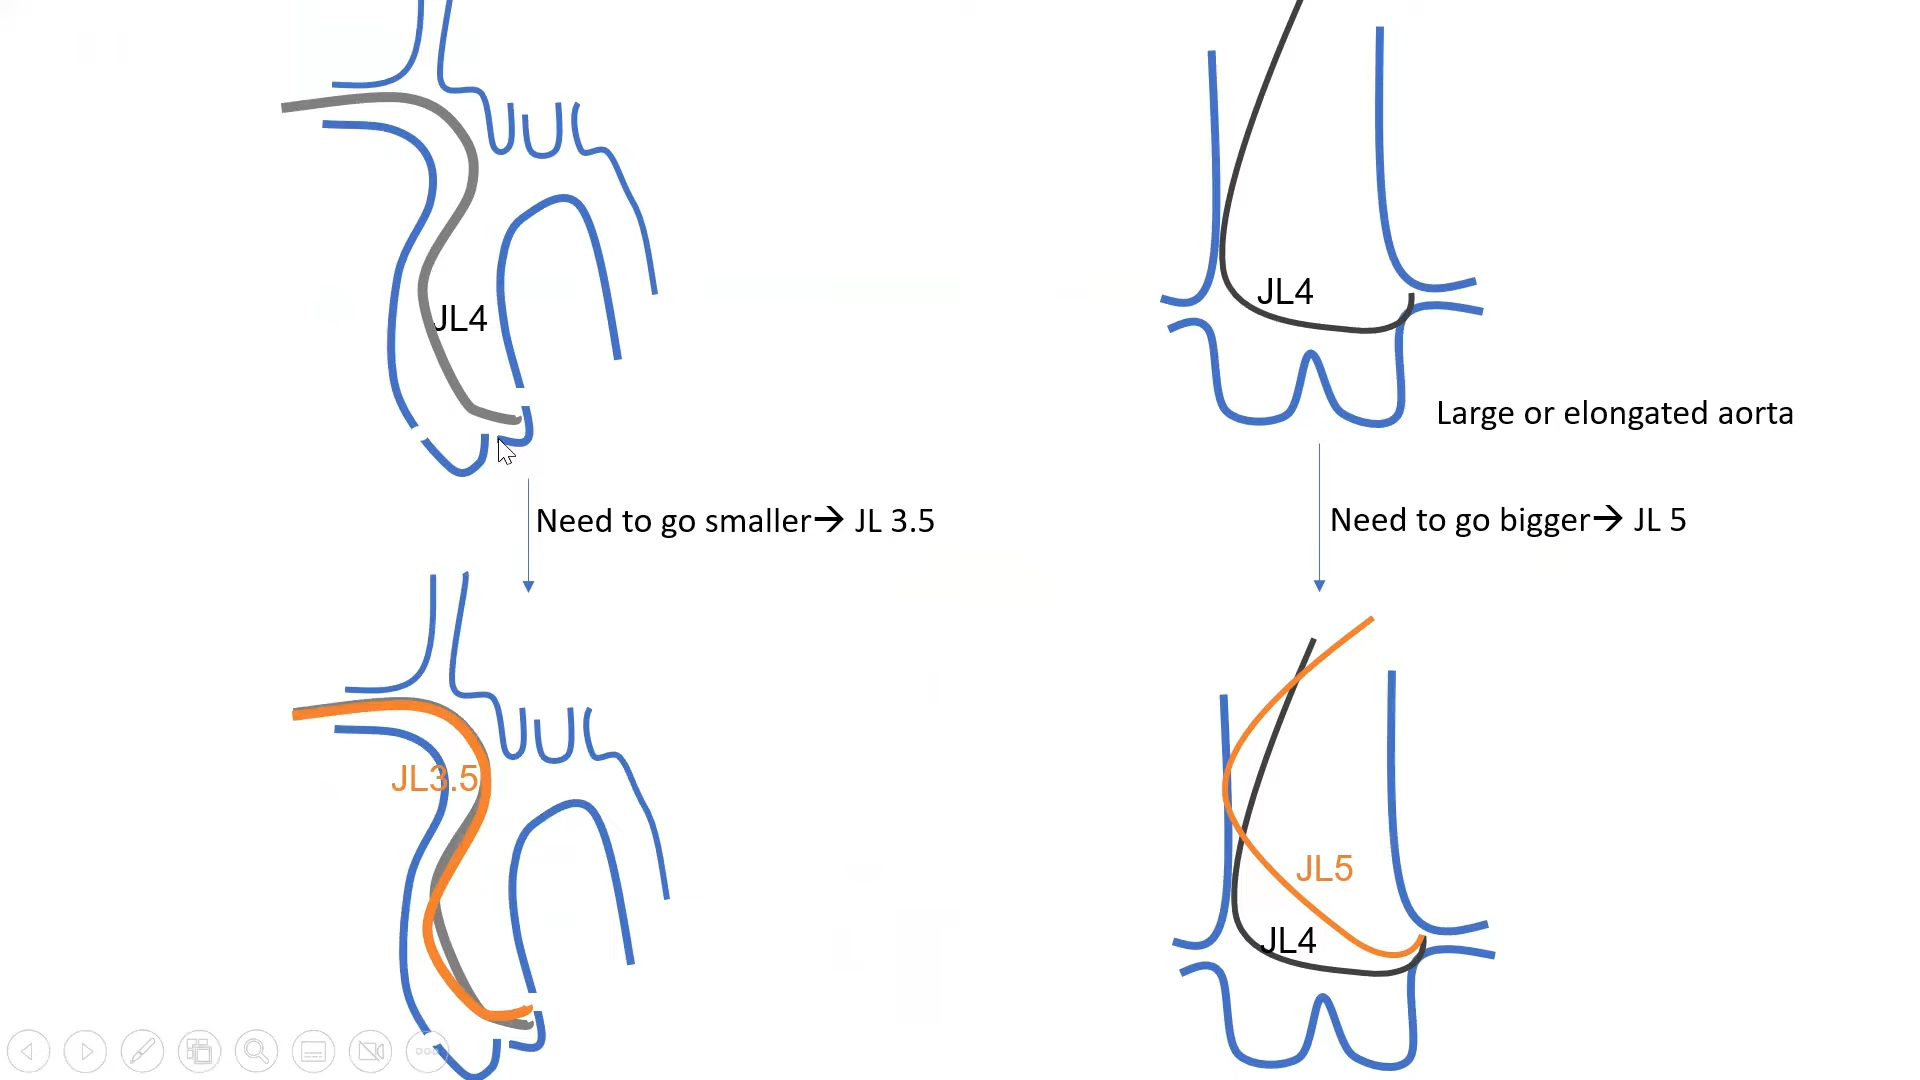 JL4
JL4
Large or elongated aorta
Need to go smaller→ JL 3.5
Need to go bigger→ JL 5
JL3.5
JL5
JL4